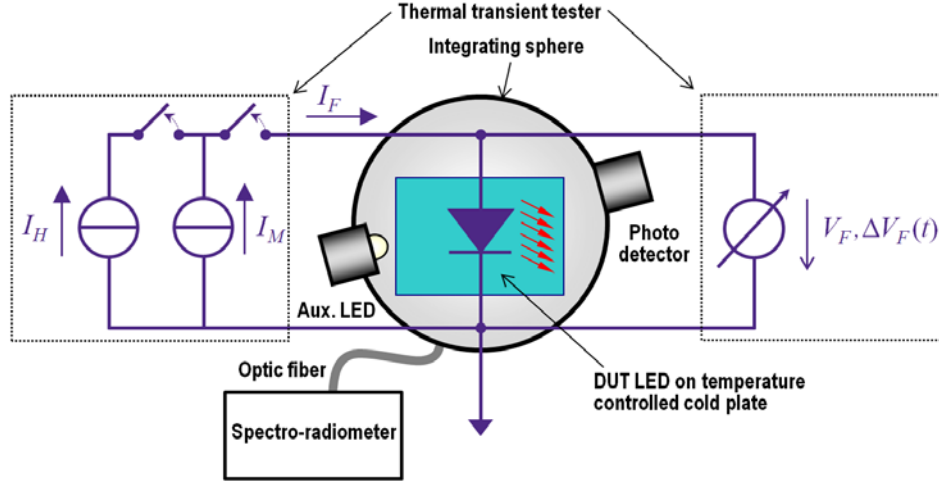 Thermal transient tester
Integrating sphere
I_F
I_H
I_M
Photo
detector
V_F, ΔV_F(t)
Aux. LED
Optic fiber
DUT LED on temperature
controlled cold plate
Spectro-radiometer